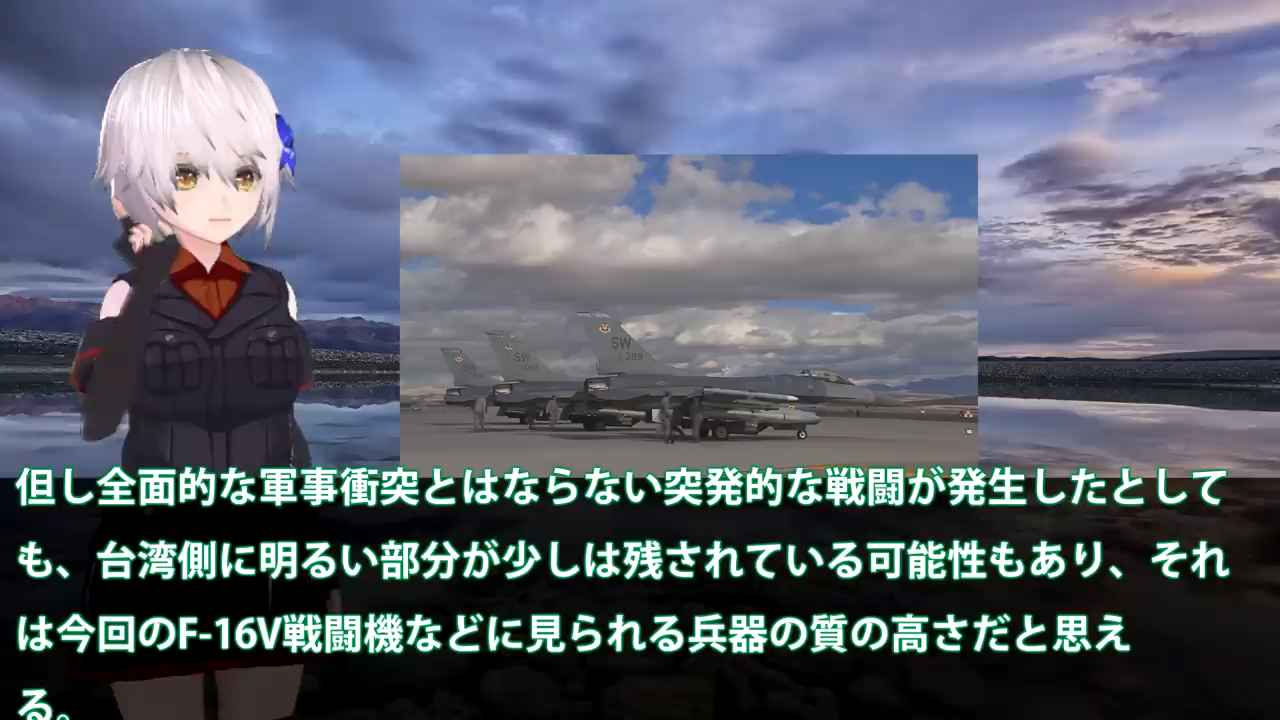 SW
SW
SW
389
但し全面的な軍事衝突とはならない突発的な戦闘が発生したとして
も、台湾側に明るい部分が少しは残されている可能性もあり、それ
は今回のF-16V戦闘機などに見られる兵器の質の高さだと思え
る。